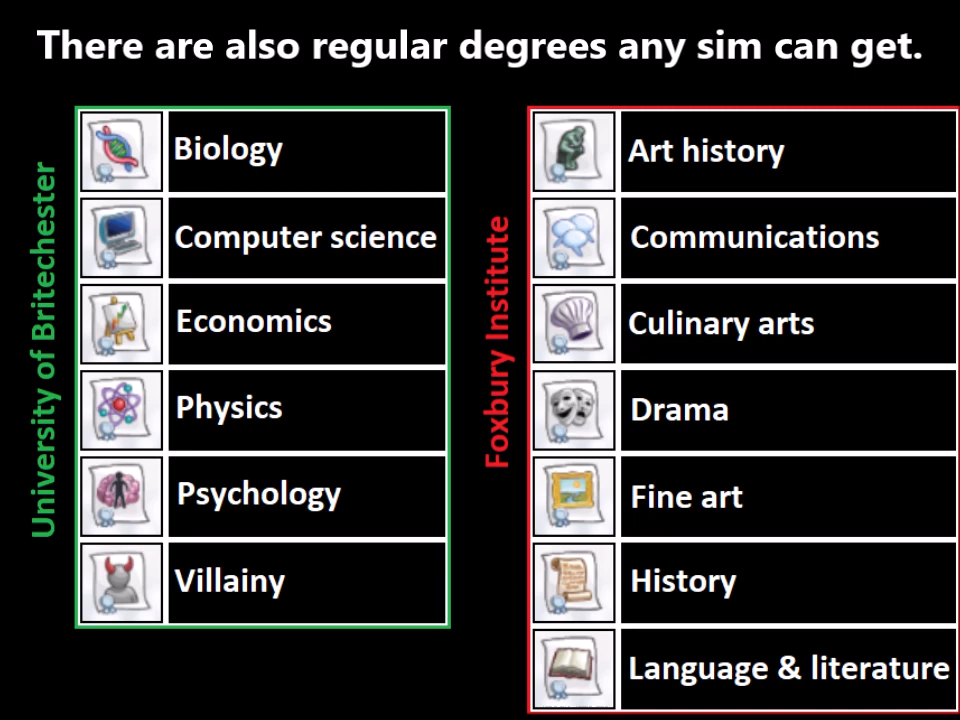 There are also regular degrees any sim can get.
University of Britechester
Biology
Computer science
Economics
Physics
Psychology
Villainy
Foxbury Institute
Art history
Communications
Culinary arts
Drama
Fine art
History
Language & literature